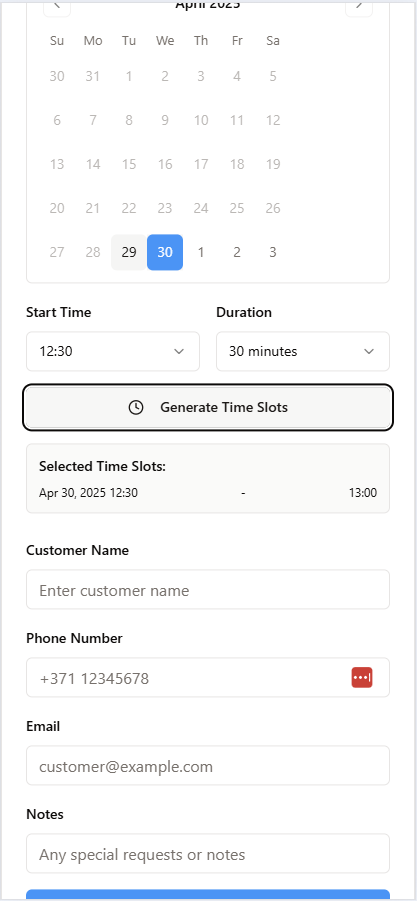 April 2025
Su Mo Tu We Th Fr Sa
30 31 1 2 3 4 5
6 7 8 9 10 11 12
13 14 15 16 17 18 19
20 21 22 23 24 25 26
27 28 29 30 1 2 3
Start Time Duration
12:30 30 minutes
Generate Time Slots
Selected Time Slots:
Apr 30, 2025 12:30 - 13:00
Customer Name
Enter customer name
Phone Number
+371 12345678
Email
customer@example.com
Notes
Any special requests or notes